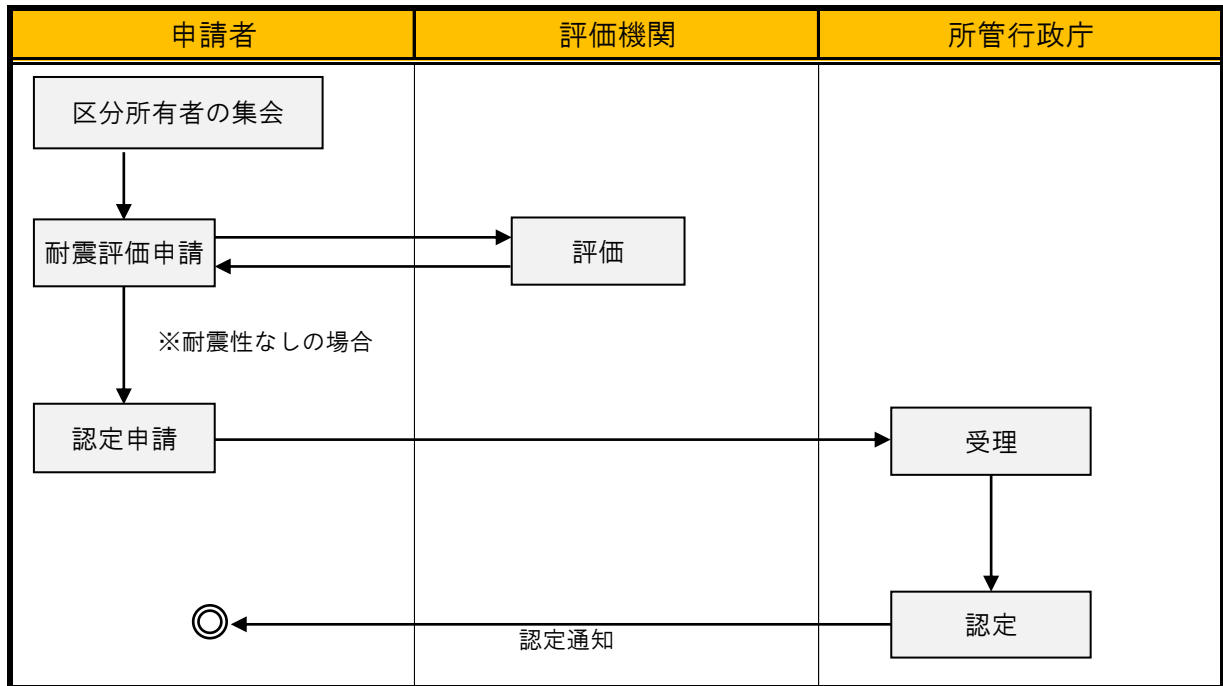 申請者
評価機関
所管行政庁
区分所有者の集会
耐震評価申請
評価
※耐震性なしの場合
認定申請
受理
認定
認定通知